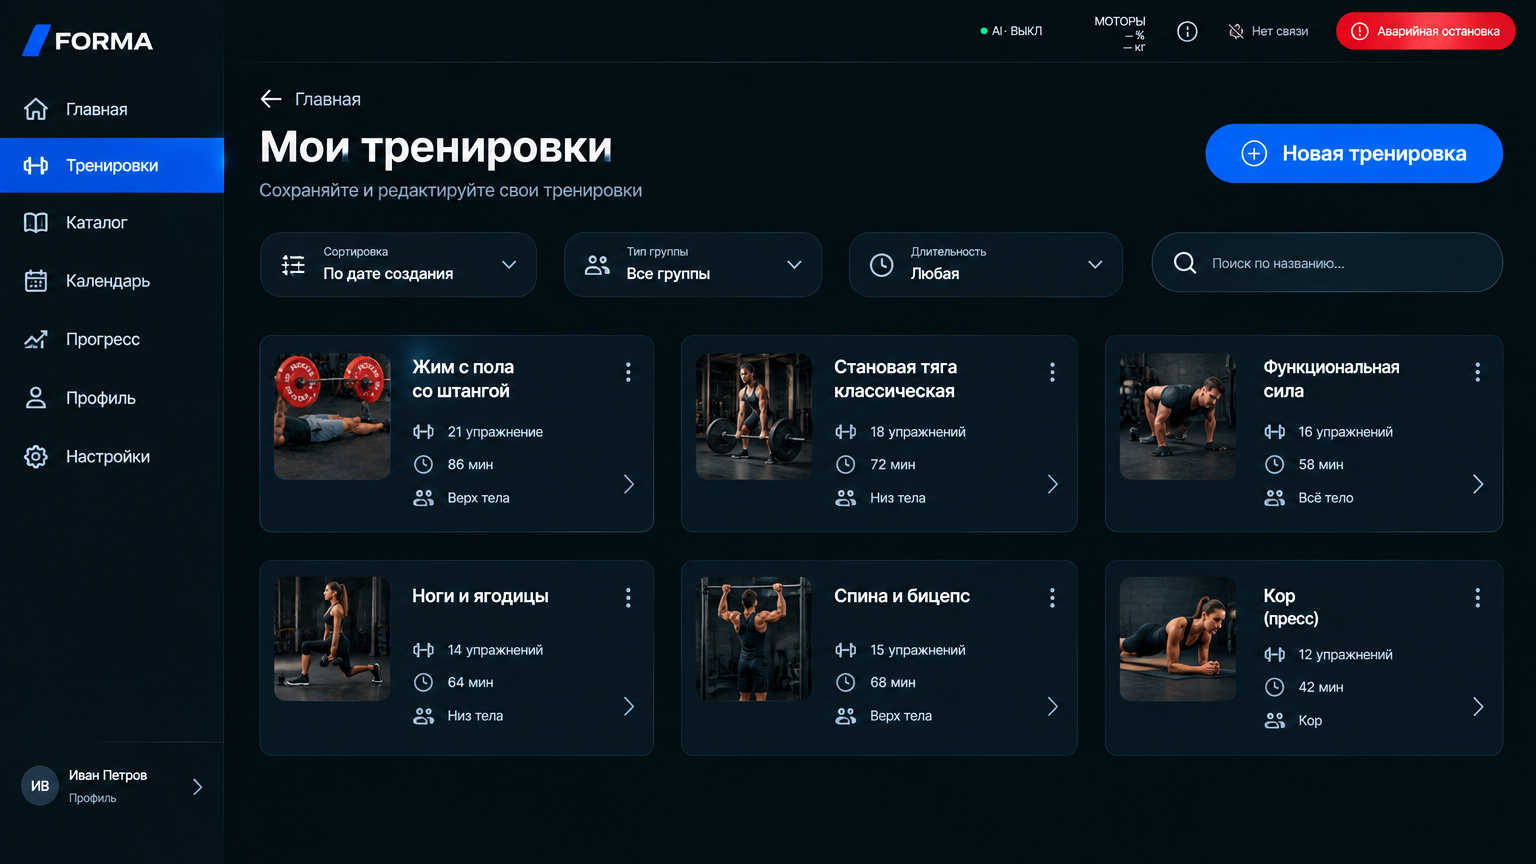 FORMA
AI · ВЫКЛ
МОТОРЫ
— %
— кг
Нет связи
Аварийная остановка
Главная
Тренировки
Каталог
Календарь
Прогресс
Профиль
Настройки
Главная
Мои тренировки
Сохраняйте и редактируйте свои тренировки
Новая тренировка
Сортировка
По дате создания
Тип группы
Все группы
Длительность
Любая
Поиск по названию...
Жим с пола
со штангой
21 упражнение
86 мин
Верх тела
Становая тяга
классическая
18 упражнений
72 мин
Низ тела
Функциональная
сила
16 упражнений
58 мин
Всё тело
Ноги и ягодицы
14 упражнений
64 мин
Низ тела
Спина и бицепс
15 упражнений
68 мин
Верх тела
Кор
(пресс)
12 упражнений
42 мин
Кор
ИВ
Иван Петров
Профиль